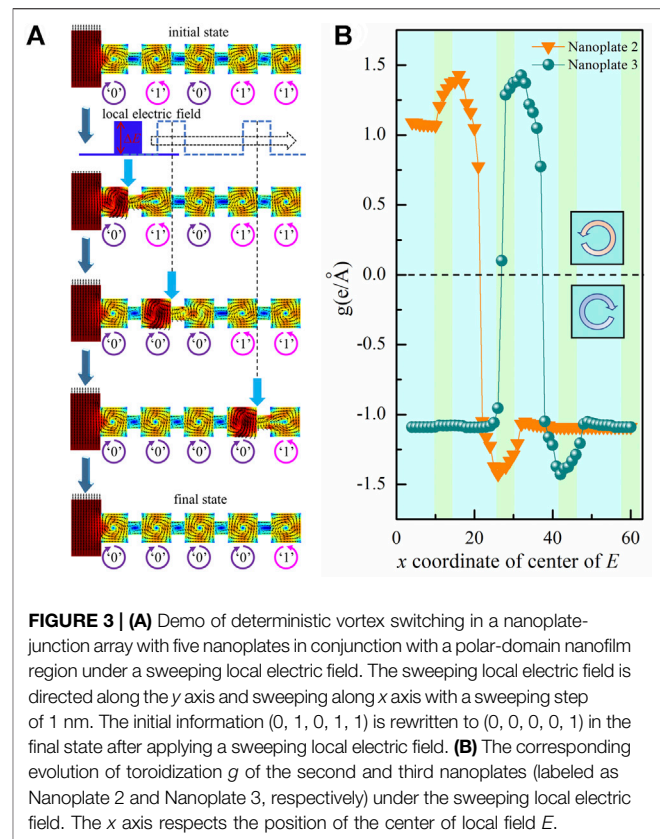 A
initial state
'0' '1' '0' '1' '1'
local electric field
ΔE
'0' '1' '0' '1' '1'
'0' '0' '0' '1' '1'
'0' '0' '0' '0' '1'
final state
'0' '0' '0' '0' '1'
B
Nanoplate 2
Nanoplate 3
1.5
1.0
0.5
0.0
-0.5
-1.0
-1.5
g(e/Å)
0 20 40 60
x coordinate of center of E
FIGURE 3 | (A) Demo of deterministic vortex switching in a nanoplate-
junction array with five nanoplates in conjunction with a polar-domain nanofilm
region under a sweeping local electric field. The sweeping local electric field is
directed along the y axis and sweeping along x axis with a sweeping step
of 1 nm. The initial information (0, 1, 0, 1, 1) is rewritten to (0, 0, 0, 0, 1) in the
final state after applying a sweeping local electric field. (B) The corresponding
evolution of toroidization g of the second and third nanoplates (labeled as
Nanoplate 2 and Nanoplate 3, respectively) under the sweeping local electric
field. The x axis respects the position of the center of local field E.